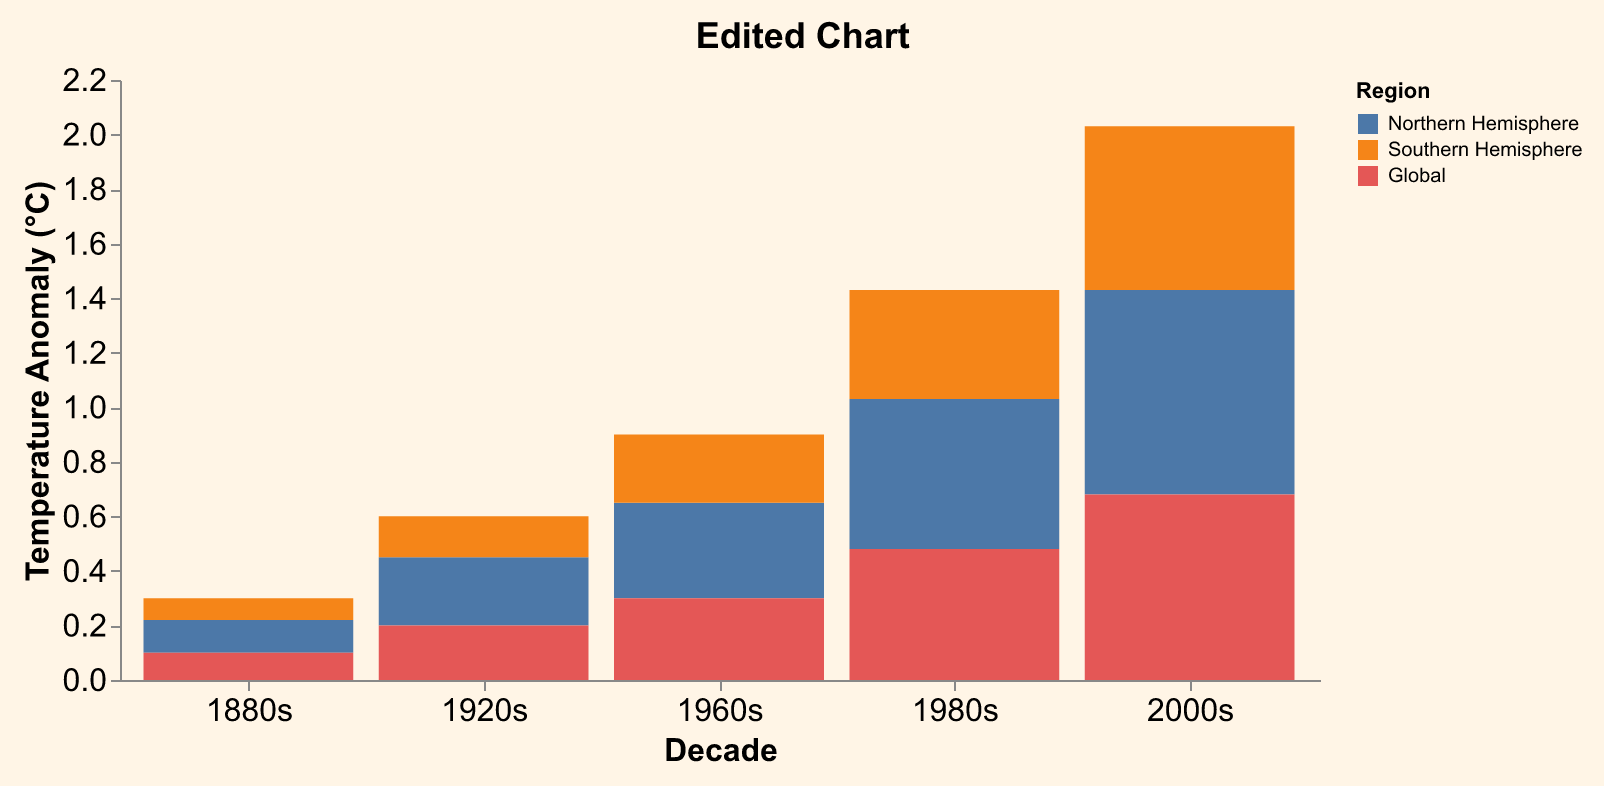 Edited Chart
Temperature Anomaly (°C)
2.2
2.0
1.8
1.6
1.4
1.2
1.0
0.8
0.6
0.4
0.2
0.0
1880s
1920s
1960s
1980s
2000s
Decade
Region
Northern Hemisphere
Southern Hemisphere
Global